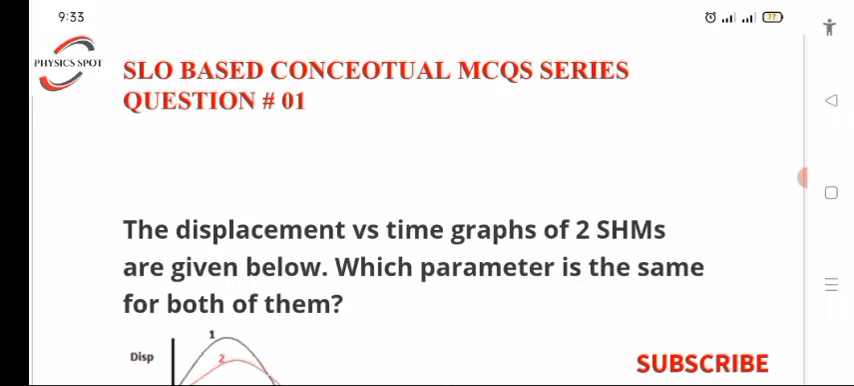 9:33
77
PHYSICS SPOT
SLO BASED CONCEOTUAL MCQS SERIES
QUESTION # 01
The displacement vs time graphs of 2 SHMs
are given below. Which parameter is the same
for both of them?
1
Disp
2
SUBSCRIBE